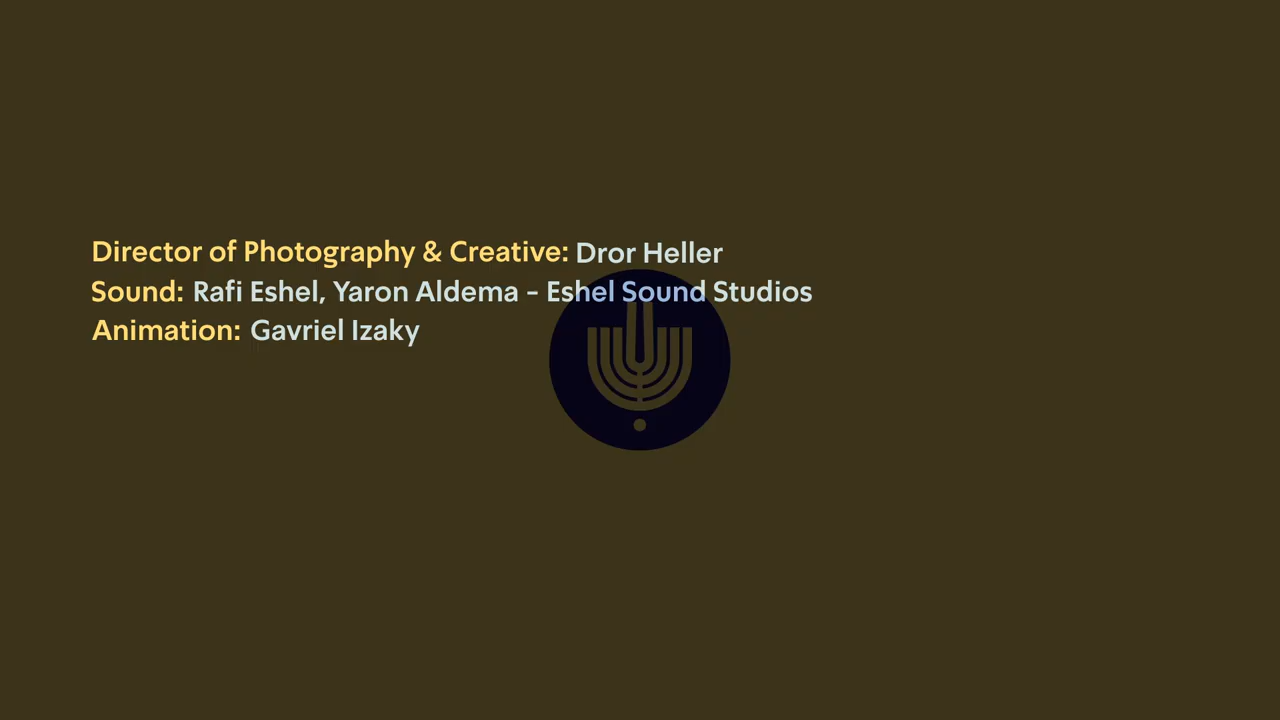 Director of Photography & Creative: Dror Heller
Sound: Rafi Eshel, Yaron Aldema - Eshel Sound Studios
Animation: Gavriel Izaky